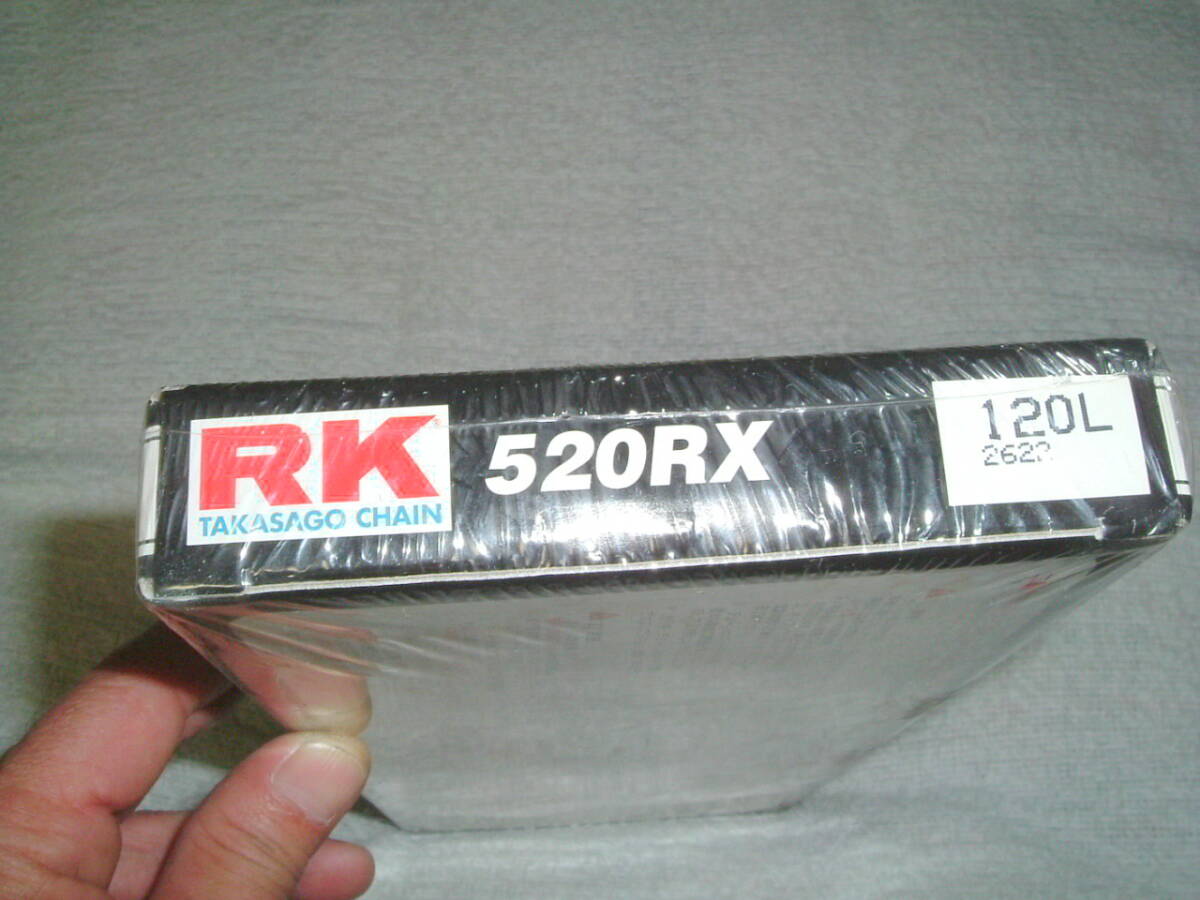 RK
TAKASAGO CHAIN
520RX
120L